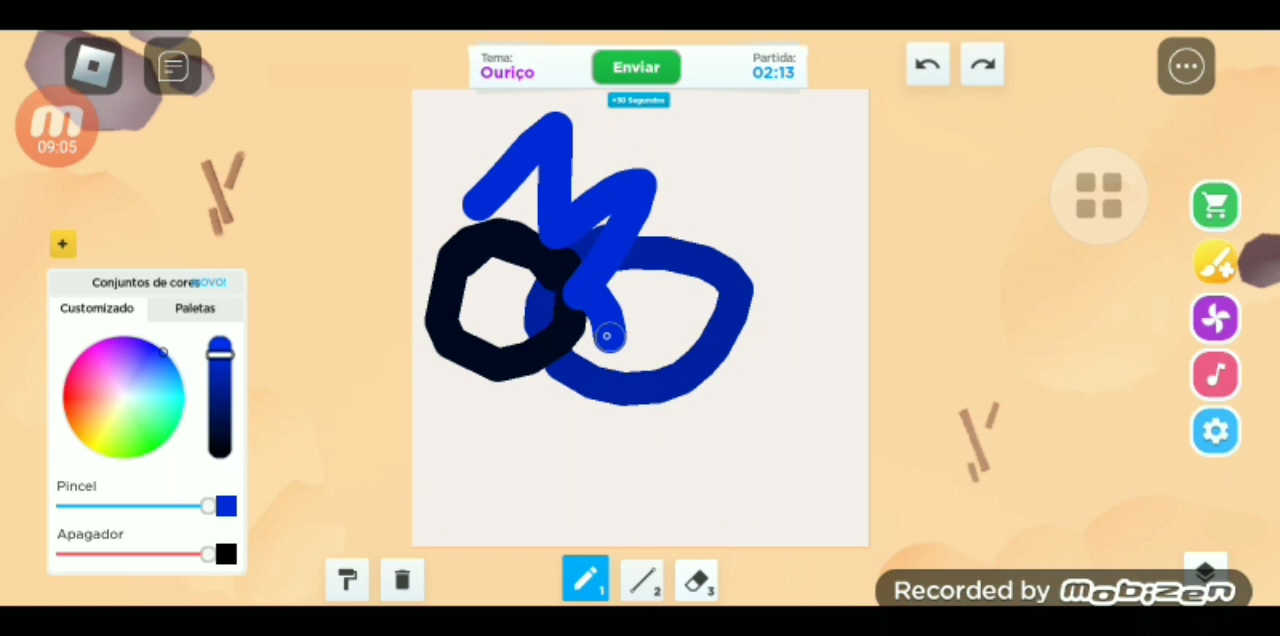 Tema:
Ouriço
Enviar
Partida:
02:13
+30 Segundos
m
09:05
+
Conjuntos de cores NOVO!
Customizado
Paletas
Pincel
Apagador
1
2
3
Recorded by mobizen